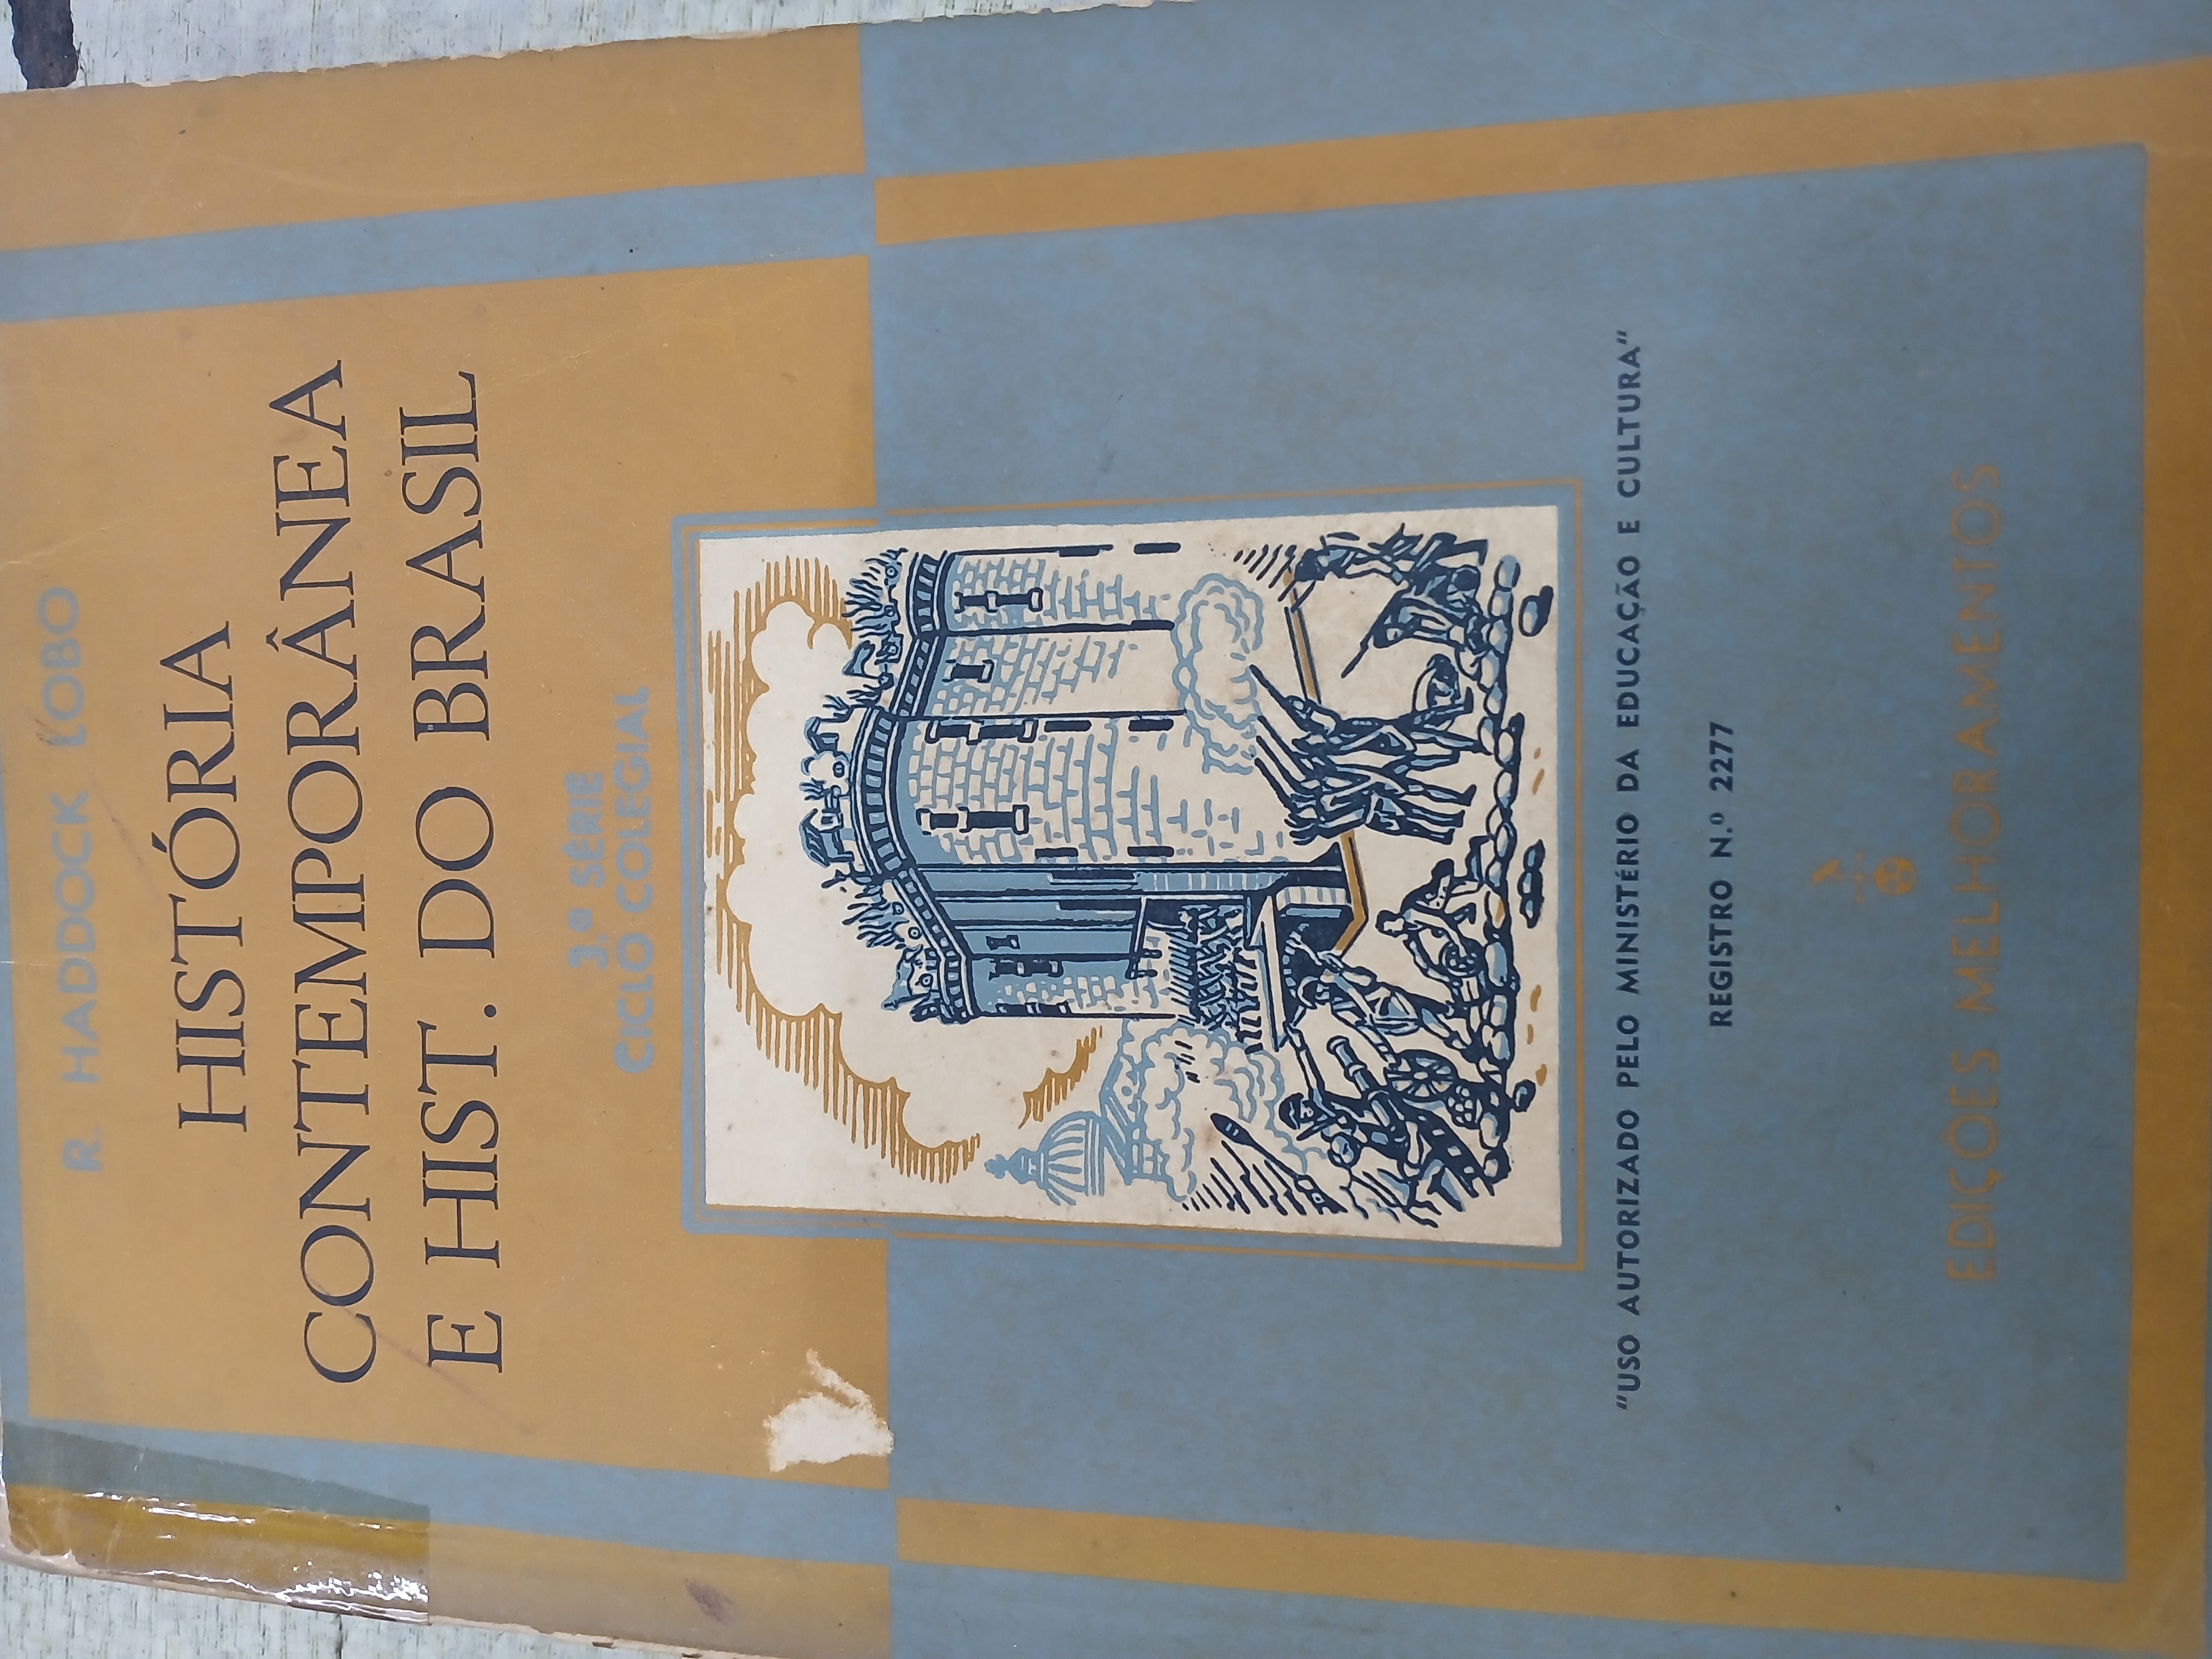 R. HADDOCK LOBO
HISTÓRIA
CONTEMPORÂNEA
E HIST. DO BRASIL
3.ª SÉRIE
CICLO COLEGIAL
"USO AUTORIZADO PELO MINISTÉRIO DA EDUCAÇÃO E CULTURA"
REGISTRO N.º 2277
EDIÇÕES MELHORAMENTOS